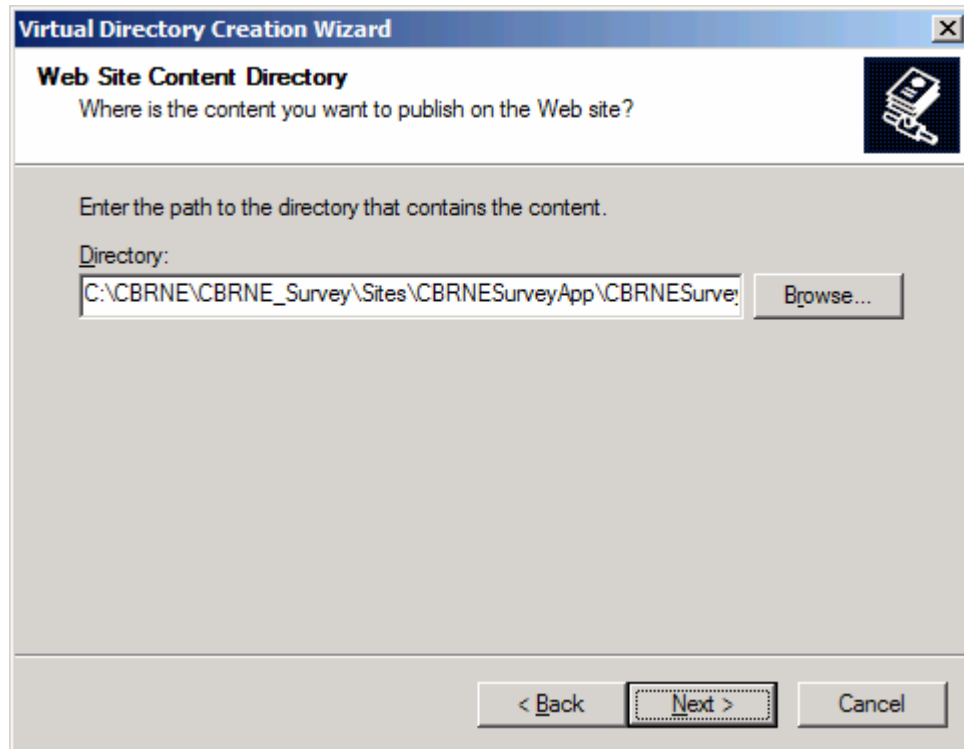 Virtual Directory Creation Wizard
Web Site Content Directory
Where is the content you want to publish on the Web site?
Enter the path to the directory that contains the content.
Directory:
C:\CBRNE\CBRNE_Survey\Sites\CBRNESurveyApp\CBRNESurvey
Browse...
< Back
Next >
Cancel